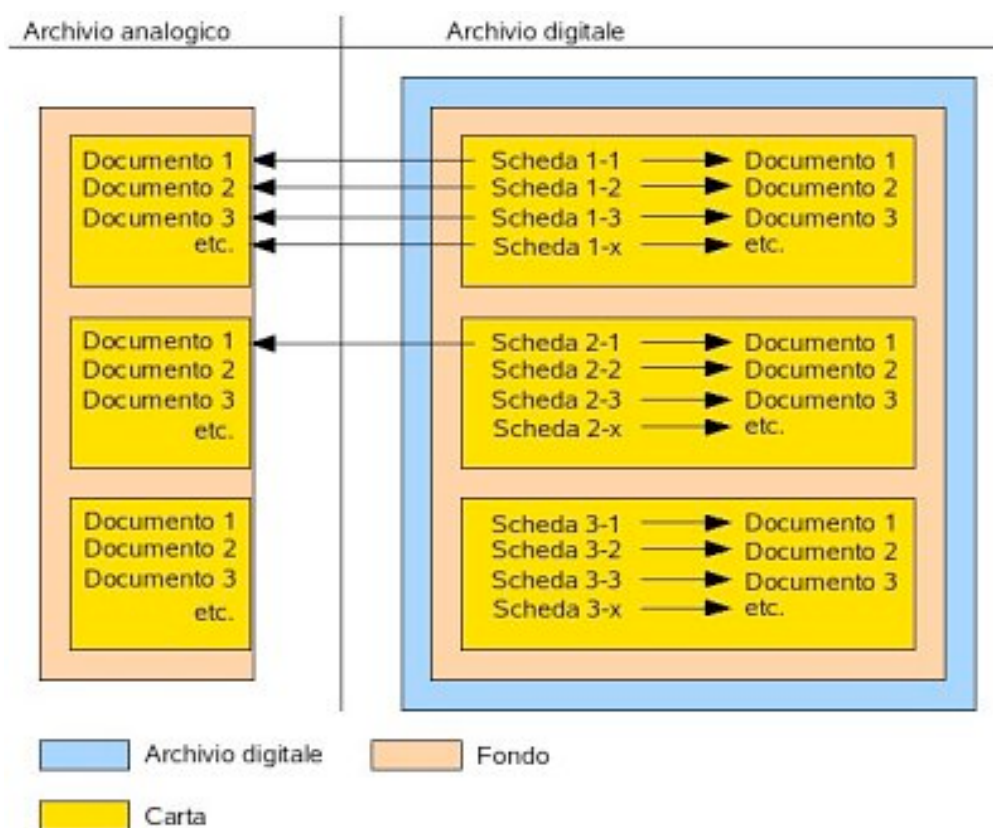 Archivio analogico
Archivio digitale
Documento 1
Documento 2
Documento 3
etc.
Documento 1
Documento 2
Documento 3
etc.
Documento 1
Documento 2
Documento 3
etc.
Scheda 1-1 Documento 1
Scheda 1-2 Documento 2
Scheda 1-3 Documento 3
Scheda 1-x etc.
Scheda 2-1 Documento 1
Scheda 2-2 Documento 2
Scheda 2-3 Documento 3
Scheda 2-x etc.
Scheda 3-1 Documento 1
Scheda 3-2 Documento 2
Scheda 3-3 Documento 3
Scheda 3-x etc.
Archivio digitale
Fondo
Carta